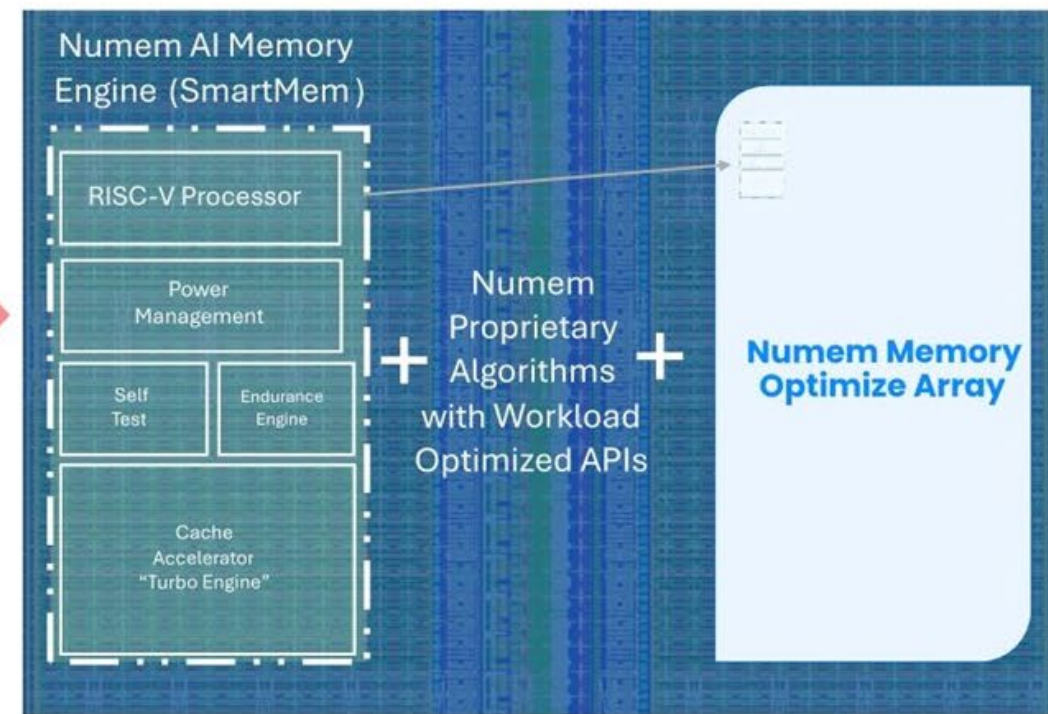 Numem AI Memory
Engine (SmartMem)
RISC-V Processor
Power
Management
Self
Test
Endurance
Engine
Cache
Accelerator
“Turbo Engine”
Numem
Proprietary
Algorithms
with Workload
Optimized APIs
Numem Memory
Optimize Array